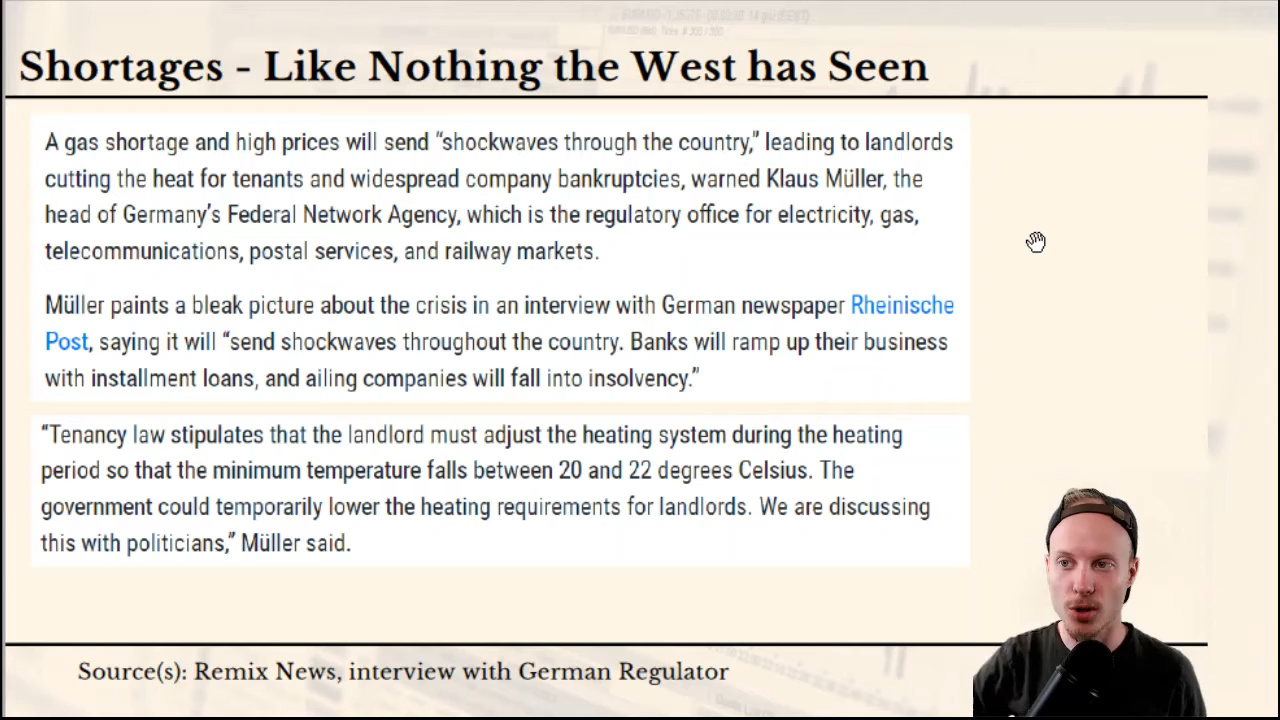 Shortages - Like Nothing the West has Seen
A gas shortage and high prices will send “shockwaves through the country,” leading to landlords
cutting the heat for tenants and widespread company bankruptcies, warned Klaus Müller, the
head of Germany’s Federal Network Agency, which is the regulatory office for electricity, gas,
telecommunications, postal services, and railway markets.
Müller paints a bleak picture about the crisis in an interview with German newspaper Rheinische
Post, saying it will “send shockwaves throughout the country. Banks will ramp up their business
with installment loans, and ailing companies will fall into insolvency.”
“Tenancy law stipulates that the landlord must adjust the heating system during the heating
period so that the minimum temperature falls between 20 and 22 degrees Celsius. The
government could temporarily lower the heating requirements for landlords. We are discussing
this with politicians,” Müller said.
Source(s): Remix News, interview with German Regulator